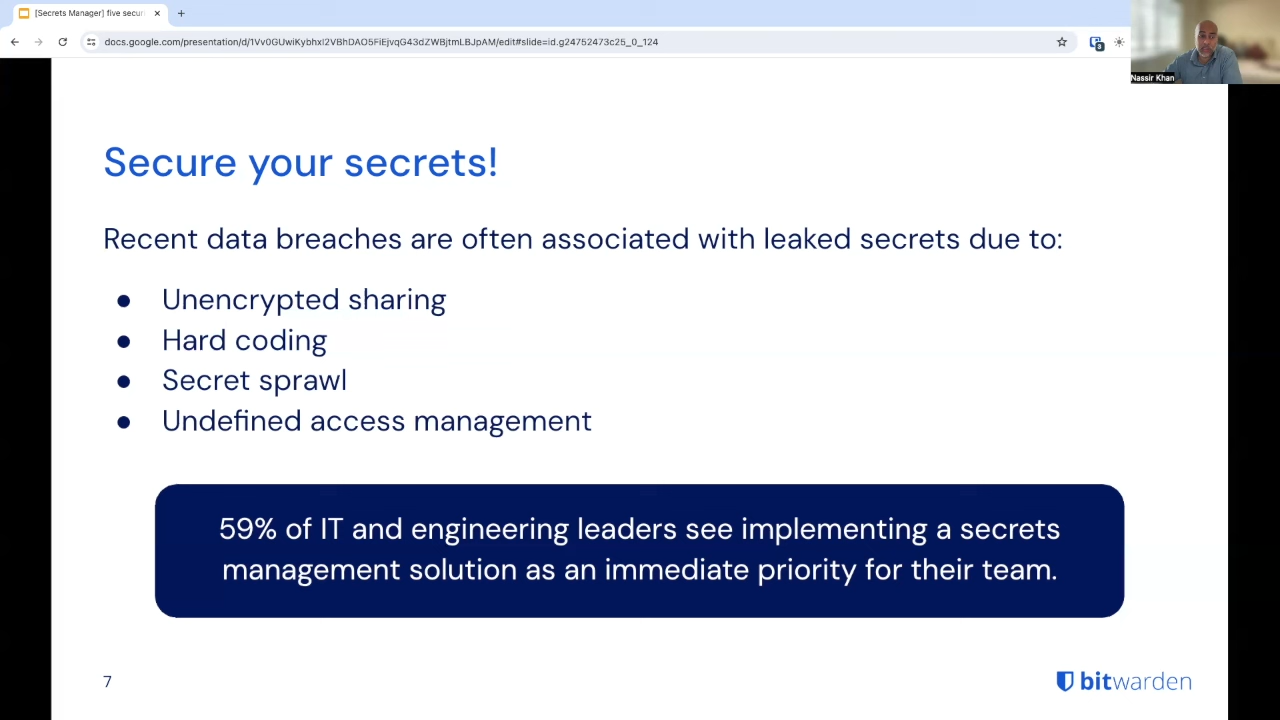 [Secrets Manager] five securi
docs.google.com/presentation/d/1Vv0GUwiKybhxl2VBhDAO5FiEjvqG43dZWBjtmLBJpAM/edit#slide=id.g24752473c25_0_124
Nassir Khan
Secure your secrets!
Recent data breaches are often associated with leaked secrets due to:
● Unencrypted sharing
● Hard coding
● Secret sprawl
● Undefined access management
59% of IT and engineering leaders see implementing a secrets
management solution as an immediate priority for their team.
7
bitwarden